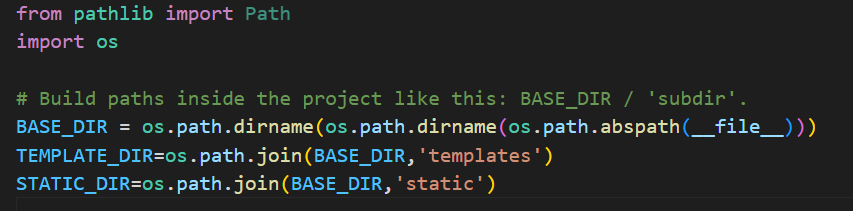 from pathlib import Path
import os
# Build paths inside the project like this: BASE_DIR / 'subdir'.
BASE_DIR = os.path.dirname(os.path.dirname(os.path.abspath(__file__)))
TEMPLATE_DIR=os.path.join(BASE_DIR,'templates')
STATIC_DIR=os.path.join(BASE_DIR,'static')